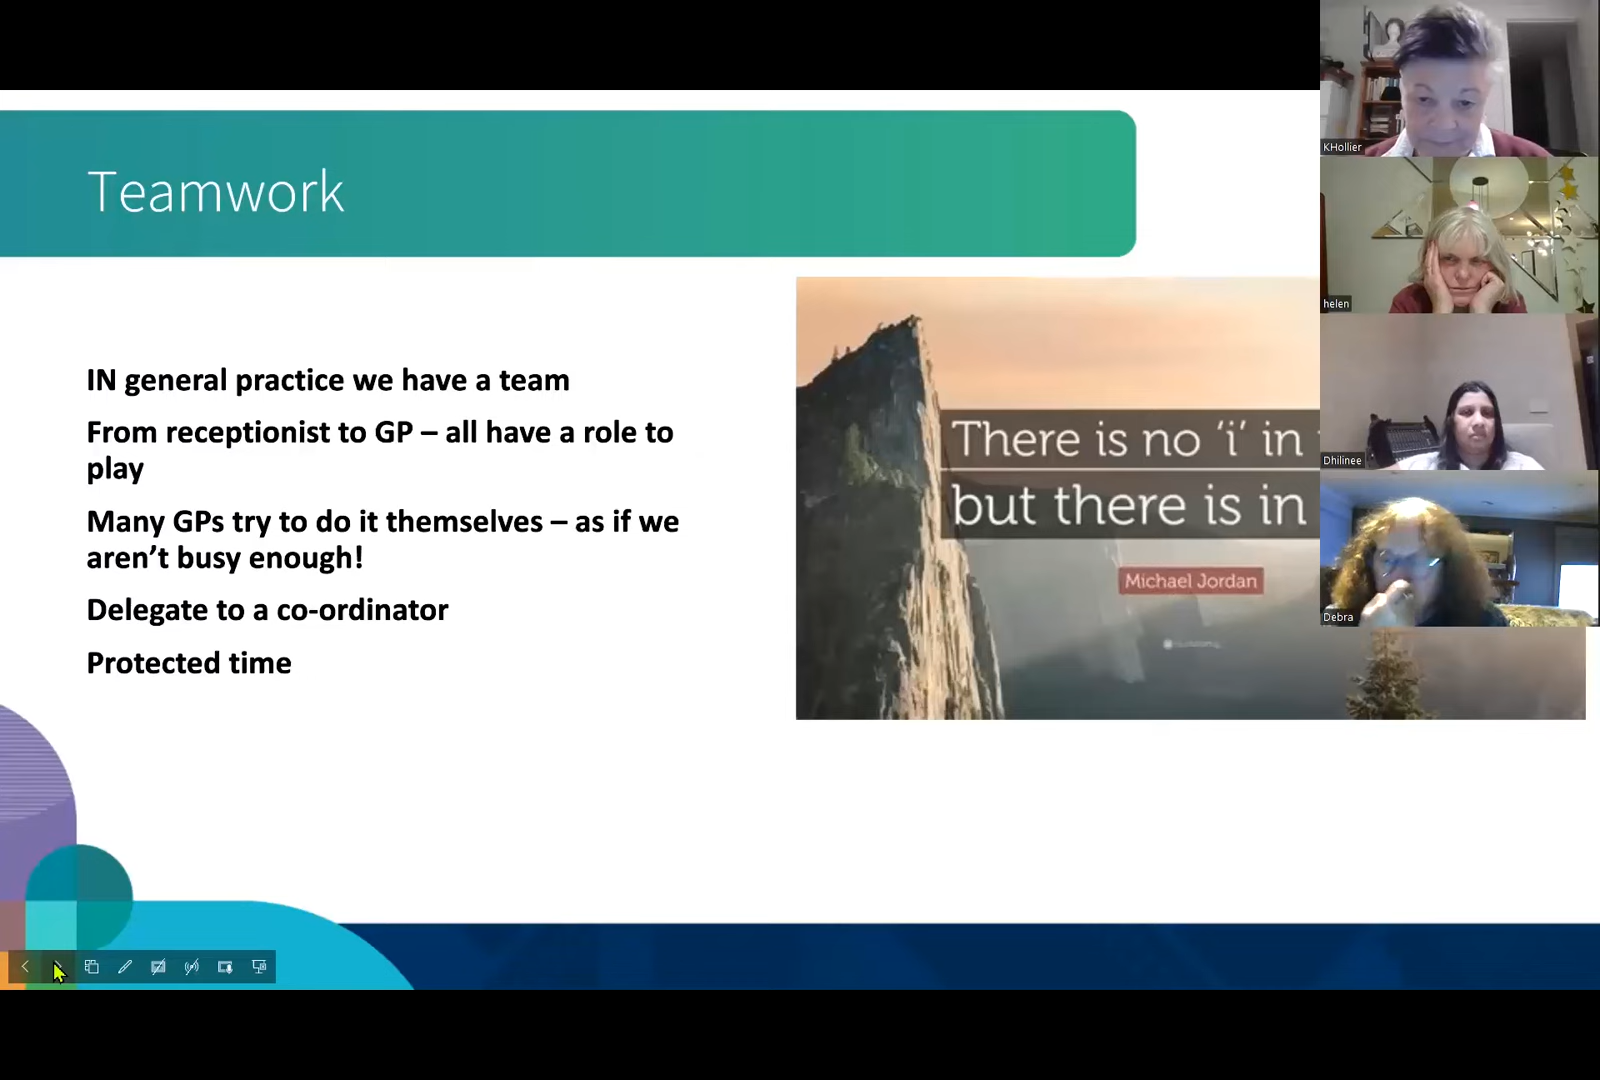 Teamwork
IN general practice we have a team
From receptionist to GP – all have a role to
play
Many GPs try to do it themselves – as if we
aren't busy enough!
Delegate to a co-ordinator
Protected time
There is no 'i' in
but there is in
Michael Jordan
KHollier
helen
Dhilinee
Debra